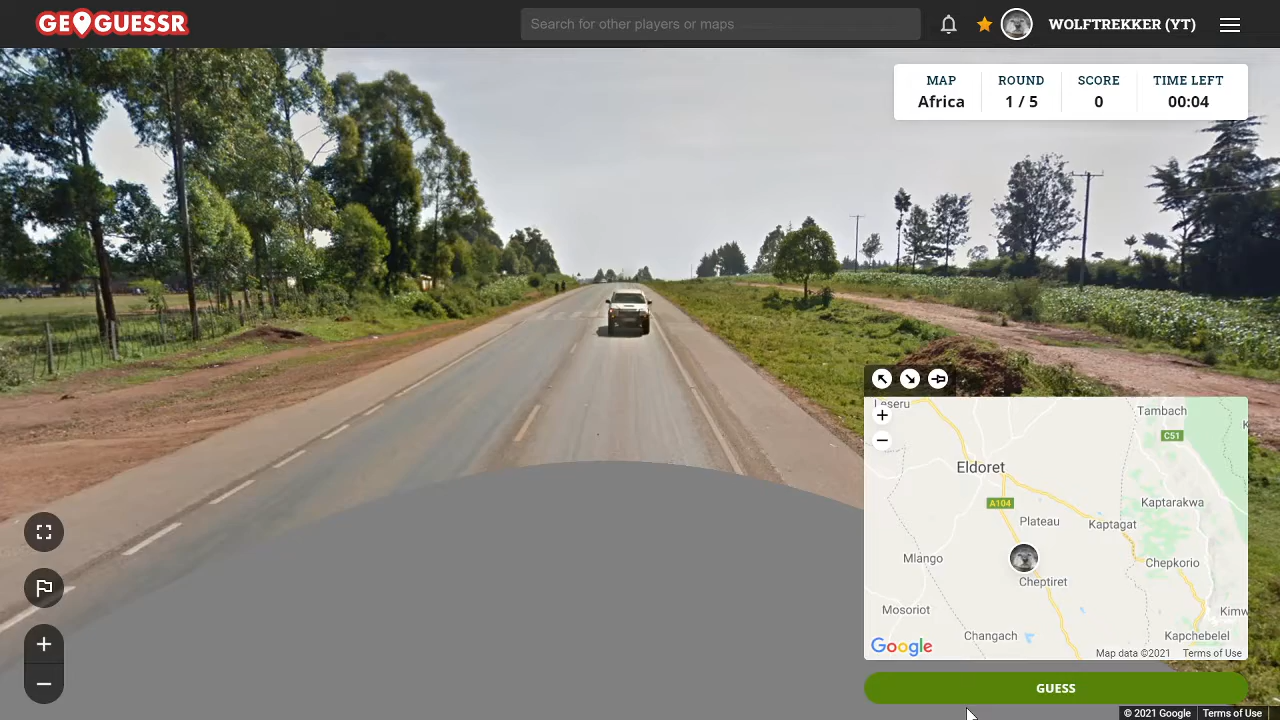 GEOGUESSR
Search for other players or maps
WOLFTREKKER (YT)
MAP
Africa
ROUND
1 / 5
SCORE
0
TIME LEFT
00:04
Leseru
Tambach
C51
Eldoret
A104
Kaptarakwa
Plateau
Kaptagat
Mlango
Chepkorio
Cheptiret
Mosoriot
Kimw
Changach
Kapchebelel
Google
Map data ©2021
Terms of Use
GUESS
© 2021 Google
Terms of Use